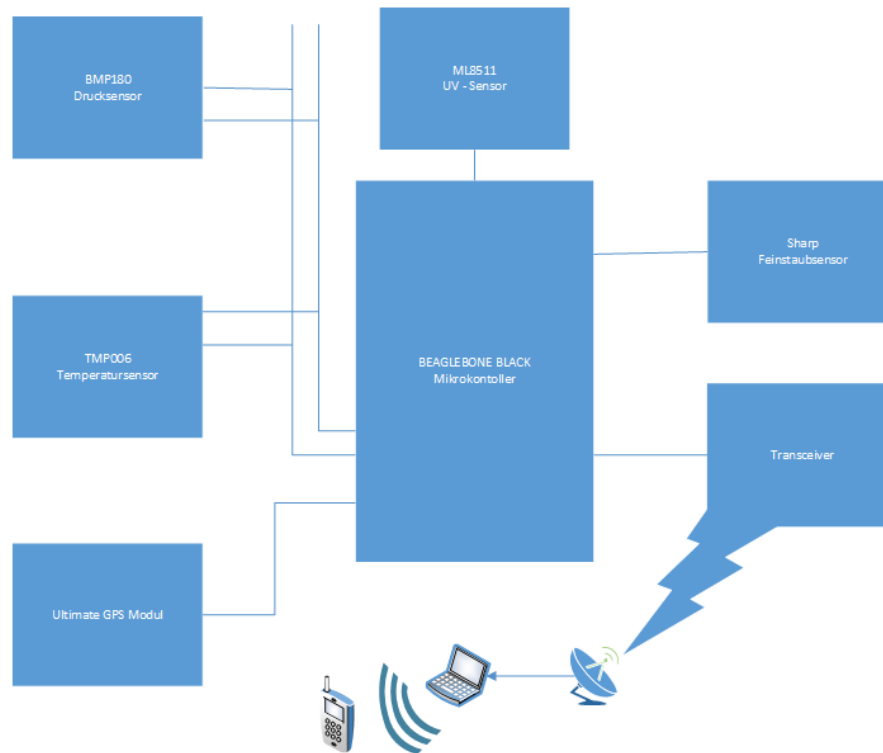 BMP180
Drucksensor
ML8511
UV - Sensor
Sharp
Feinstaubsensor
TMP006
Temperatursensor
BEAGLEBONE BLACK
Mikrokontoller
Transceiver
Ultimate GPS Modul